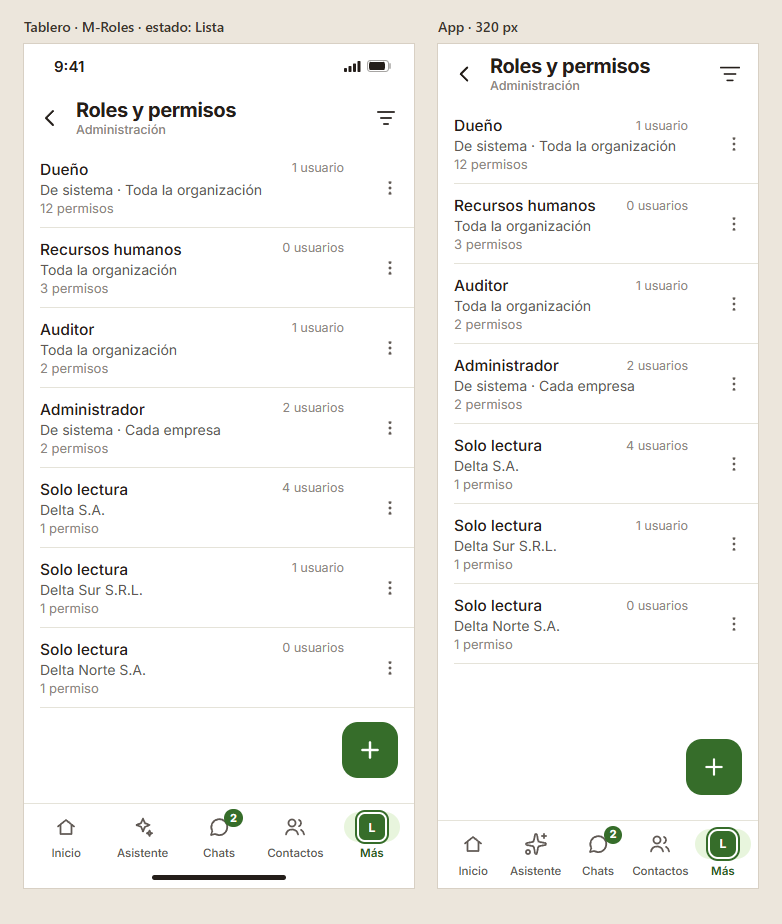 Tablero · M-Roles · estado: Lista
9:41
Roles y permisos
Administración
Dueño
1 usuario
De sistema · Toda la organización
12 permisos
Recursos humanos
0 usuarios
Toda la organización
3 permisos
Auditor
1 usuario
Toda la organización
2 permisos
Administrador
2 usuarios
De sistema · Cada empresa
2 permisos
Solo lectura
4 usuarios
Delta S.A.
1 permiso
Solo lectura
1 usuario
Delta Sur S.R.L.
1 permiso
Solo lectura
0 usuarios
Delta Norte S.A.
1 permiso
2
L
Inicio
Asistente
Chats
Contactos
Más
App · 320 px
Roles y permisos
Administración
Dueño
1 usuario
De sistema · Toda la organización
12 permisos
Recursos humanos
0 usuarios
Toda la organización
3 permisos
Auditor
1 usuario
Toda la organización
2 permisos
Administrador
2 usuarios
De sistema · Cada empresa
2 permisos
Solo lectura
4 usuarios
Delta S.A.
1 permiso
Solo lectura
1 usuario
Delta Sur S.R.L.
1 permiso
Solo lectura
0 usuarios
Delta Norte S.A.
1 permiso
2
L
Inicio
Asistente
Chats
Contactos
Más